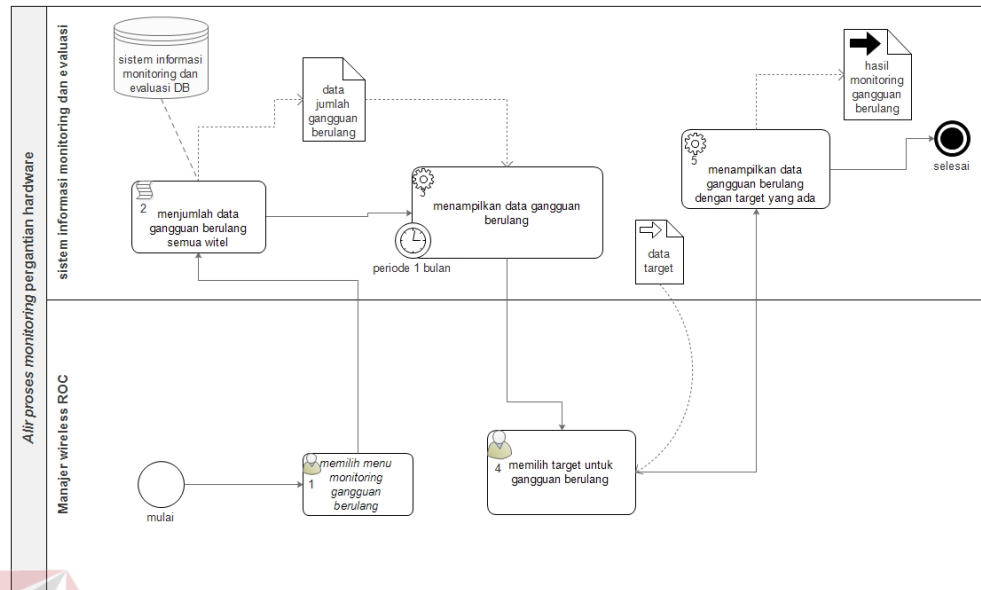 Alir proses monitoring pergantian hardware
sistem informasi monitoring dan evaluasi
sistem informasi
monitoring dan
evaluasi DB
data
jumlah
gangguan
berulang
hasil
monitoring
gangguan
berulang
2
menjumlah data
gangguan berulang
semua witel
3
menampilkan data gangguan
berulang
periode 1 bulan
5
menampilkan data
gangguan berulang
dengan target yang ada
selesai
data
target
Manajer wireless ROC
mulai
memilih menu
1
monitoring
gangguan
berulang
4
memilih target untuk
gangguan berulang